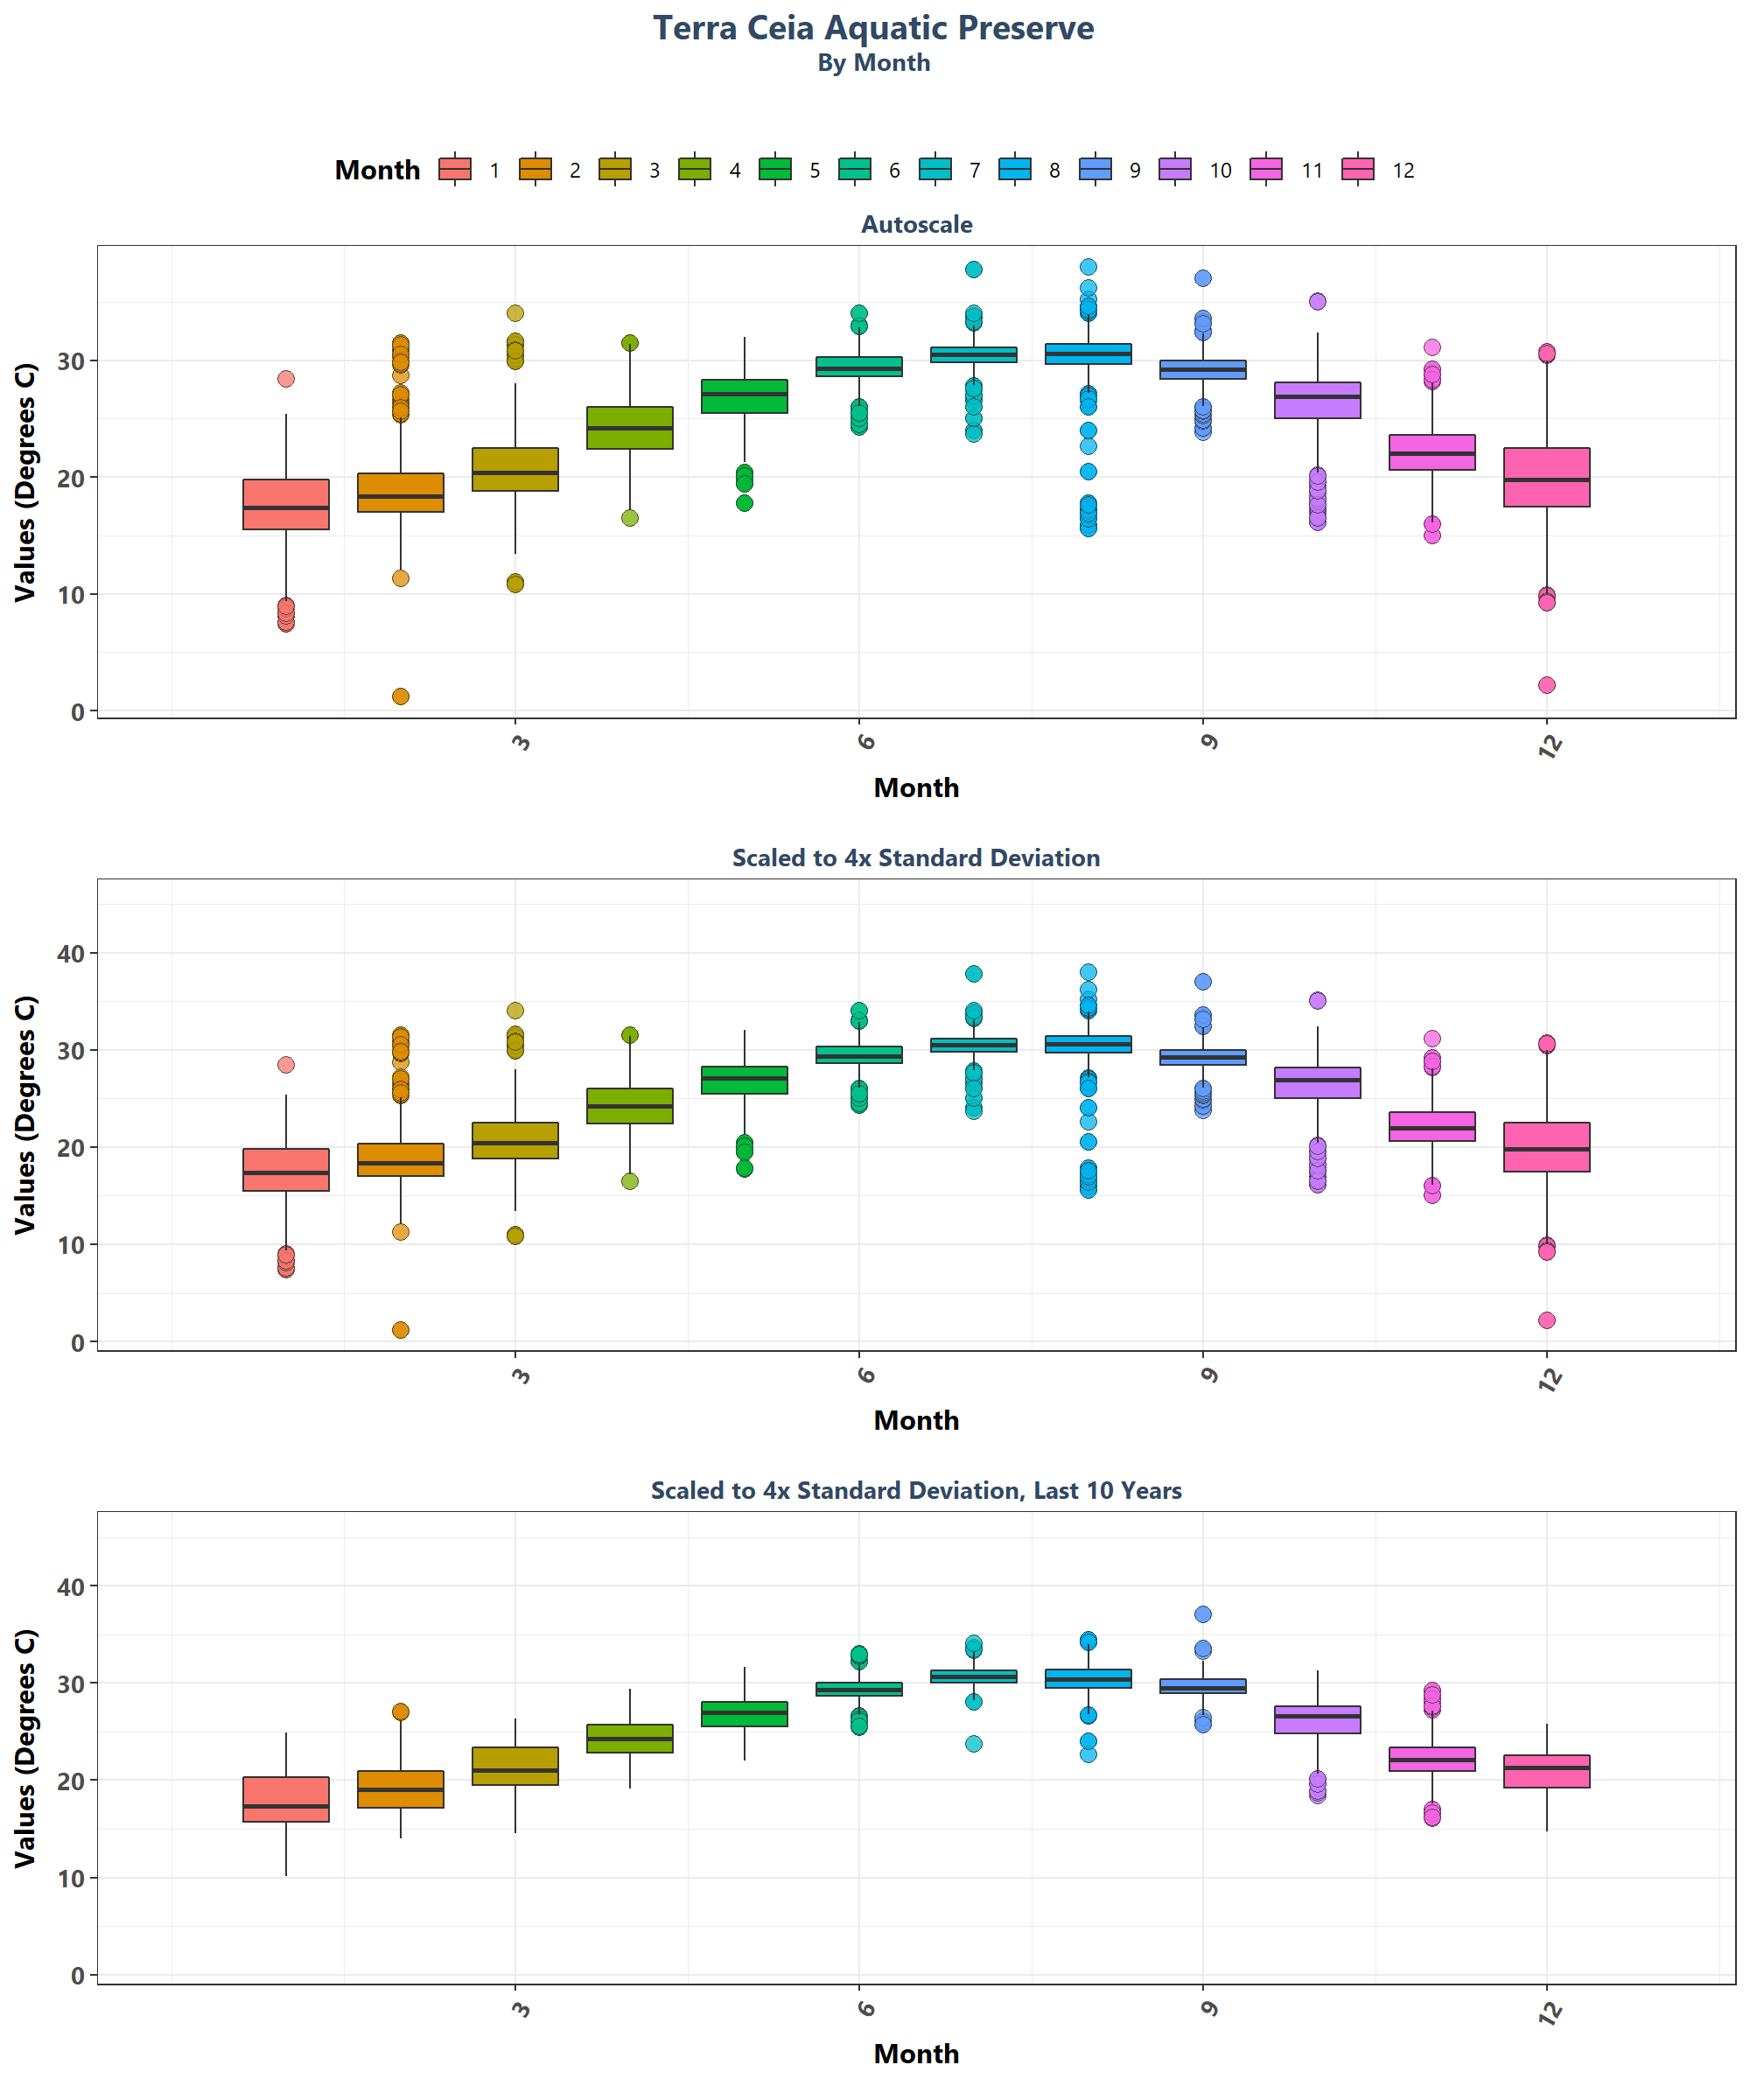 Terra Ceia Aquatic Preserve
By Month
Month 1 2 3 4 5 6 7 8 9 10 11 12
Autoscale
Values (Degrees C)
30
20
10
0
3 6 9 12
Month
Scaled to 4x Standard Deviation
Values (Degrees C)
40
30
20
10
0
3 6 9 12
Month
Scaled to 4x Standard Deviation, Last 10 Years
Values (Degrees C)
40
30
20
10
0
3 6 9 12
Month